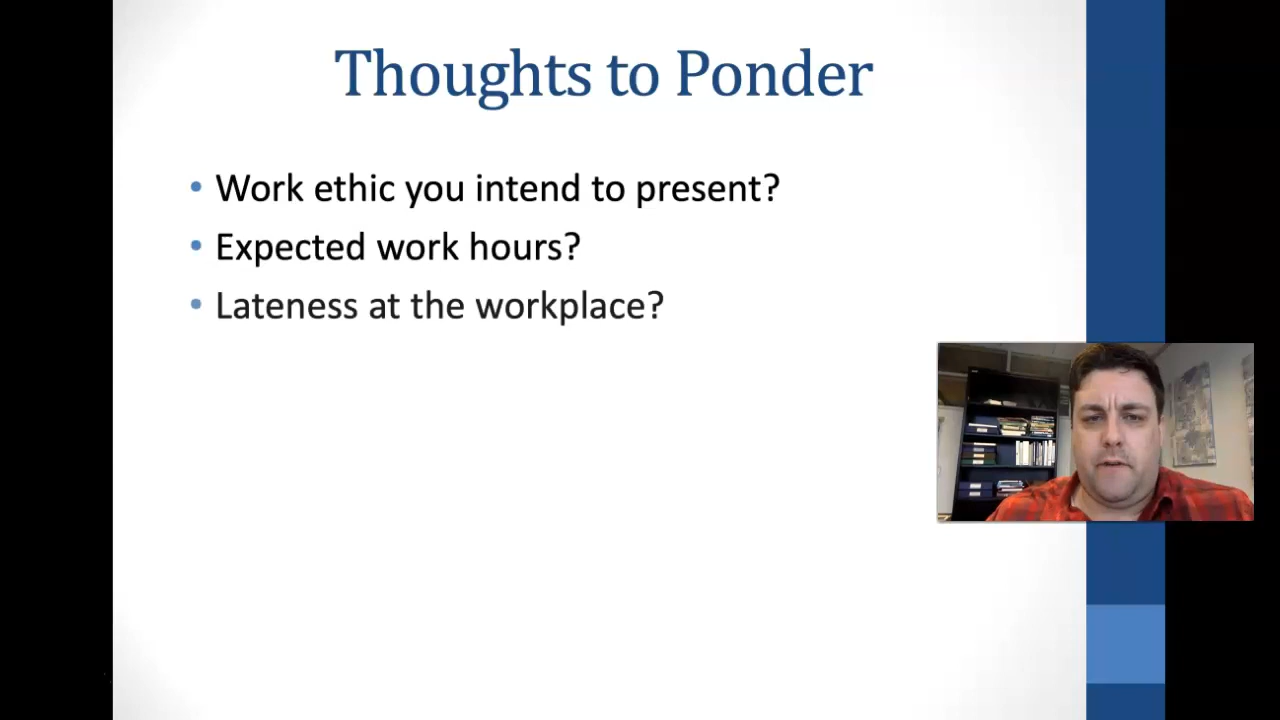 Thoughts to Ponder
• Work ethic you intend to present?
• Expected work hours?
• Lateness at the workplace?